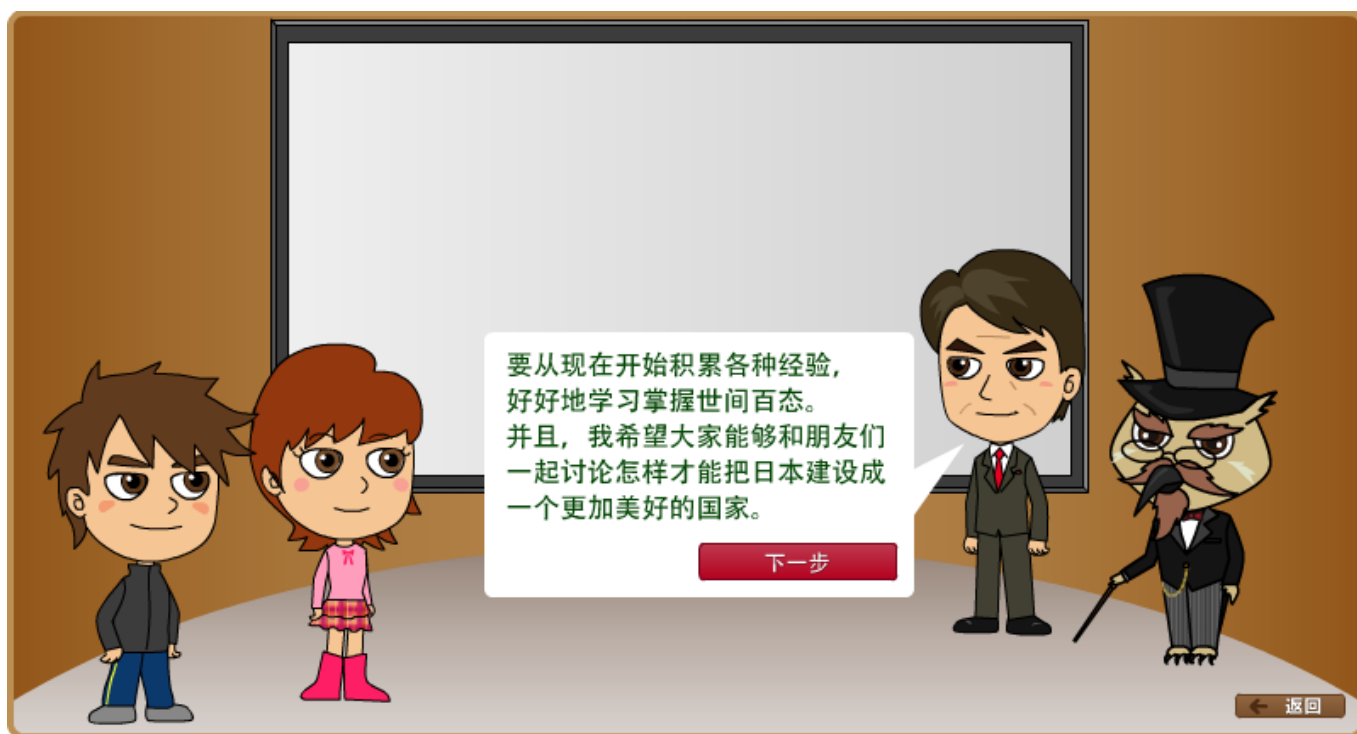 要从现在开始积累各种经验，
好好地学习掌握世间百态。
并且，我希望大家能够和朋友们
一起讨论怎样才能把日本建设成
一个更加美好的国家。
下一步
返回